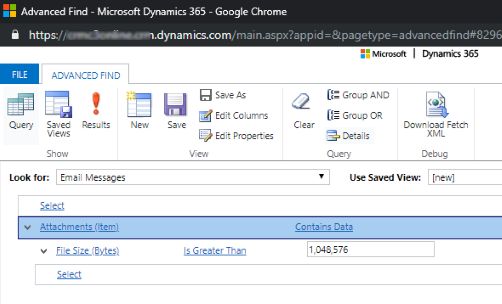 Advanced Find - Microsoft Dynamics 365 - Google Chrome
https:// .dynamics.com/main.aspx?appid=&pagetype=advancedfind#8296
Microsoft | Dynamics 365
FILE ADVANCED FIND
Query Saved Views Results New Save Save As Edit Columns Edit Properties Clear Group AND Group OR Details Download Fetch XML
Show View Query Debug
Look for: Email Messages Use Saved View: [new]
Select
Attachments (Item) Contains Data
File Size (Bytes) Is Greater Than 1,048,576
Select